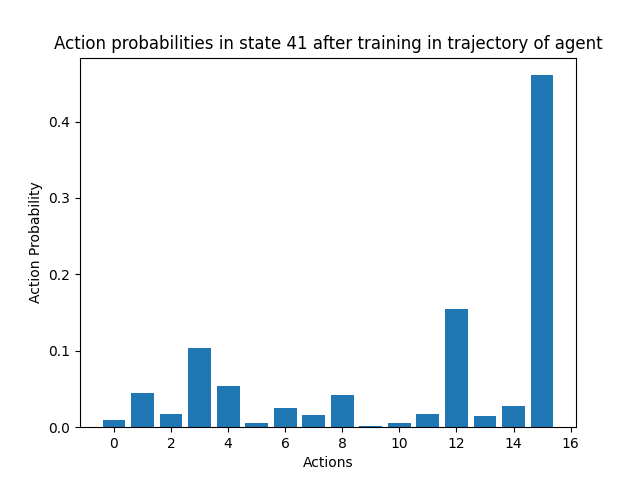 Action probabilities in state 41 after training in trajectory of agent
Action Probability
0.4
0.3
0.2
0.1
0.0
0 2 4 6 8 10 12 14 16
Actions